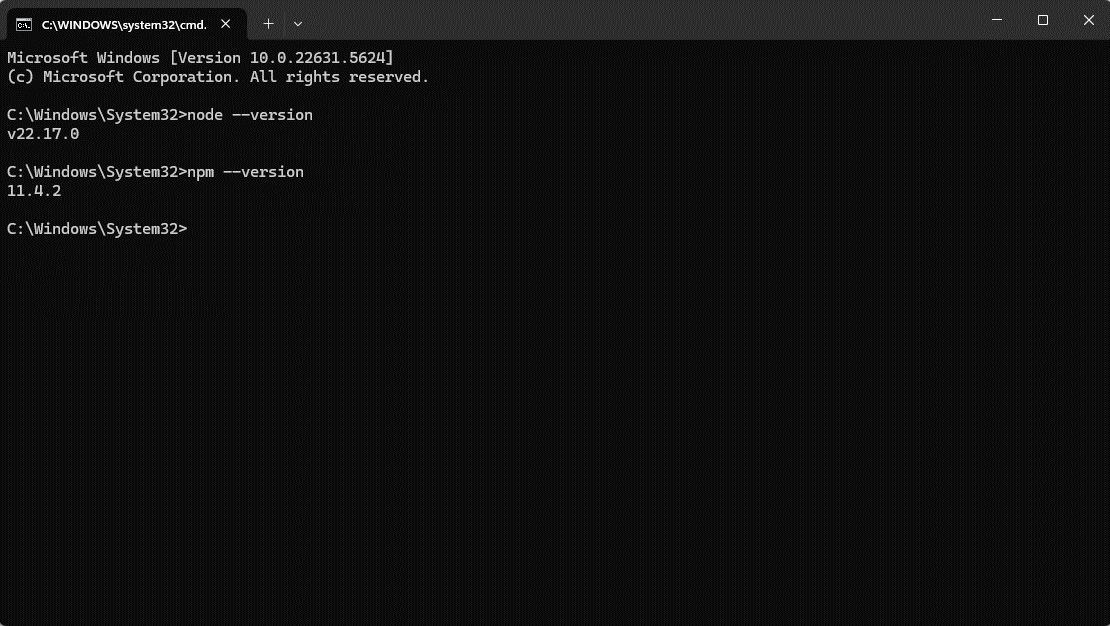 C:\WINDOWS\system32\cmd.
Microsoft Windows [Version 10.0.22631.5624]
(c) Microsoft Corporation. All rights reserved.
C:\Windows\System32>node --version
v22.17.0
C:\Windows\System32>npm --version
11.4.2
C:\Windows\System32>